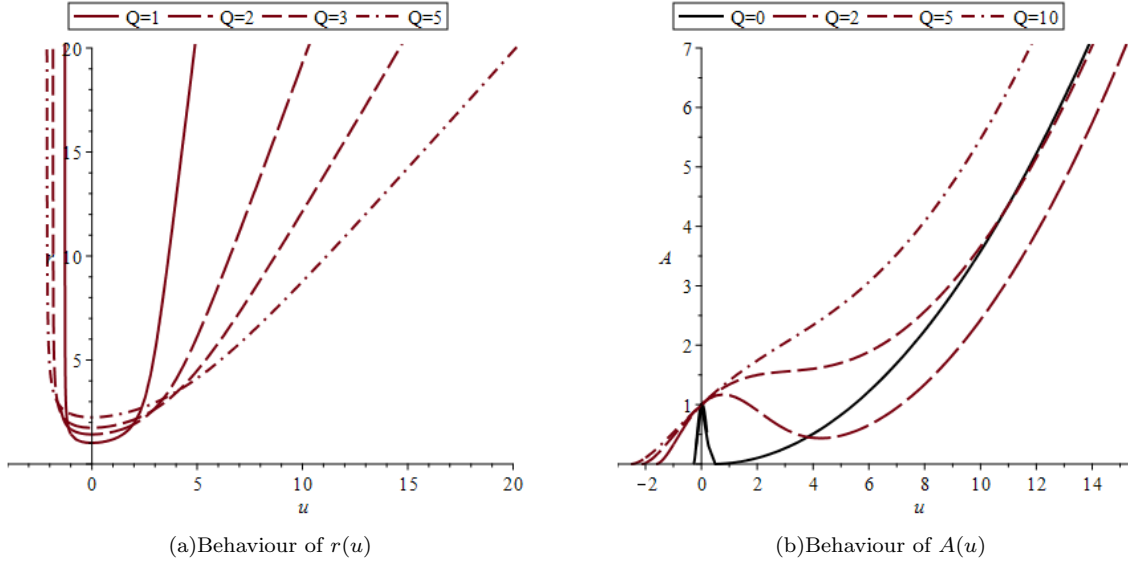 Q=1 Q=2 Q=3 Q=5
20
15
10
5
0 5 10 15 20
u
(a)Behaviour of r(u)
Q=0 Q=2 Q=5 Q=10
7
6
5
4
A
3
2
1
−2 0 2 4 6 8 10 12 14
u
(b)Behaviour of A(u)